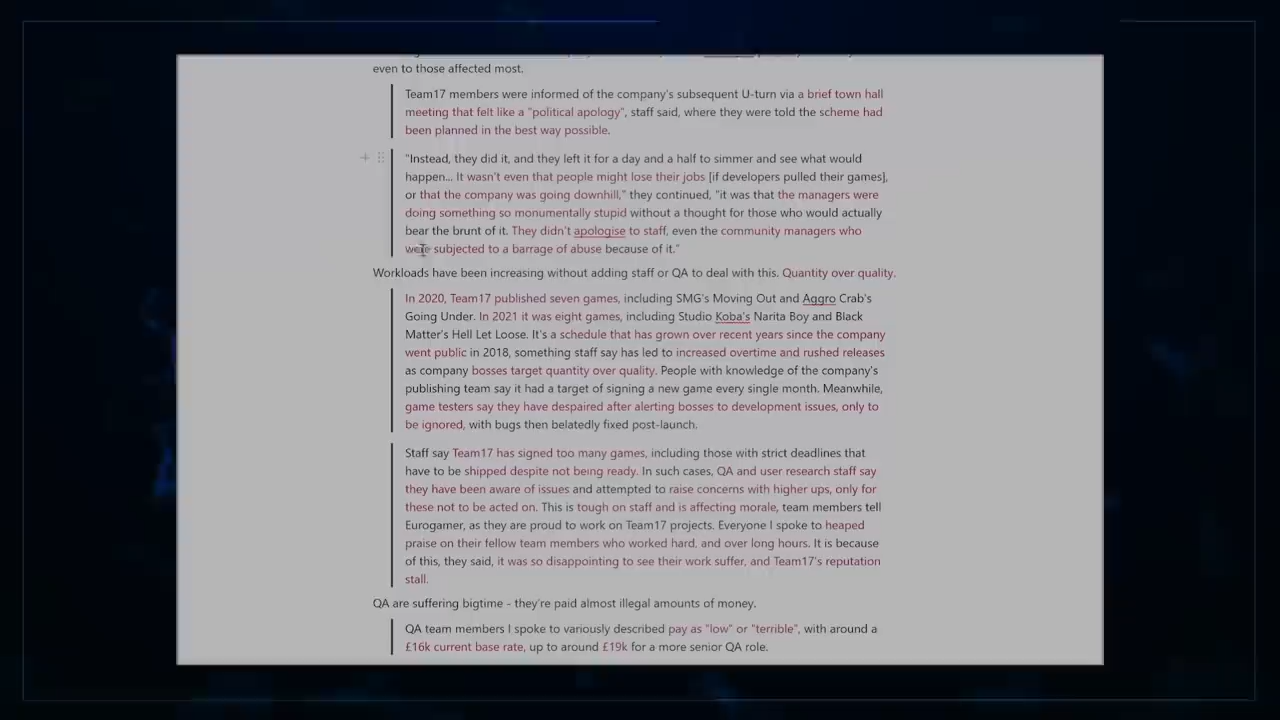 even to those affected most.
Team17 members were informed of the company's subsequent U-turn via a brief town hall
meeting that felt like a "political apology", staff said, where they were told the scheme had
been planned in the best way possible.
"Instead, they did it, and they left it for a day and a half to simmer and see what would
happen... It wasn't even that people might lose their jobs [if developers pulled their games],
or that the company was going downhill," they continued, "it was that the managers were
doing something so monumentally stupid without a thought for those who would actually
bear the brunt of it. They didn't apologise to staff, even the community managers who
were subjected to a barrage of abuse because of it."
Workloads have been increasing without adding staff or QA to deal with this. Quantity over quality.
In 2020, Team17 published seven games, including SMG's Moving Out and Aggro Crab's
Going Under. In 2021 it was eight games, including Studio Koba's Narita Boy and Black
Matter's Hell Let Loose. It's a schedule that has grown over recent years since the company
went public in 2018, something staff say has led to increased overtime and rushed releases
as company bosses target quantity over quality. People with knowledge of the company's
publishing team say it had a target of signing a new game every single month. Meanwhile,
game testers say they have despaired after alerting bosses to development issues, only to
be ignored, with bugs then belatedly fixed post-launch.
Staff say Team17 has signed too many games, including those with strict deadlines that
have to be shipped despite not being ready. In such cases, QA and user research staff say
they have been aware of issues and attempted to raise concerns with higher ups, only for
these not to be acted on. This is tough on staff and is affecting morale, team members tell
Eurogamer, as they are proud to work on Team17 projects. Everyone I spoke to heaped
praise on their fellow team members who worked hard, and over long hours. It is because
of this, they said, it was so disappointing to see their work suffer, and Team17's reputation
stall.
QA are suffering bigtime - they're paid almost illegal amounts of money.
QA team members I spoke to variously described pay as "low" or "terrible", with around a
£16k current base rate, up to around £19k for a more senior QA role.